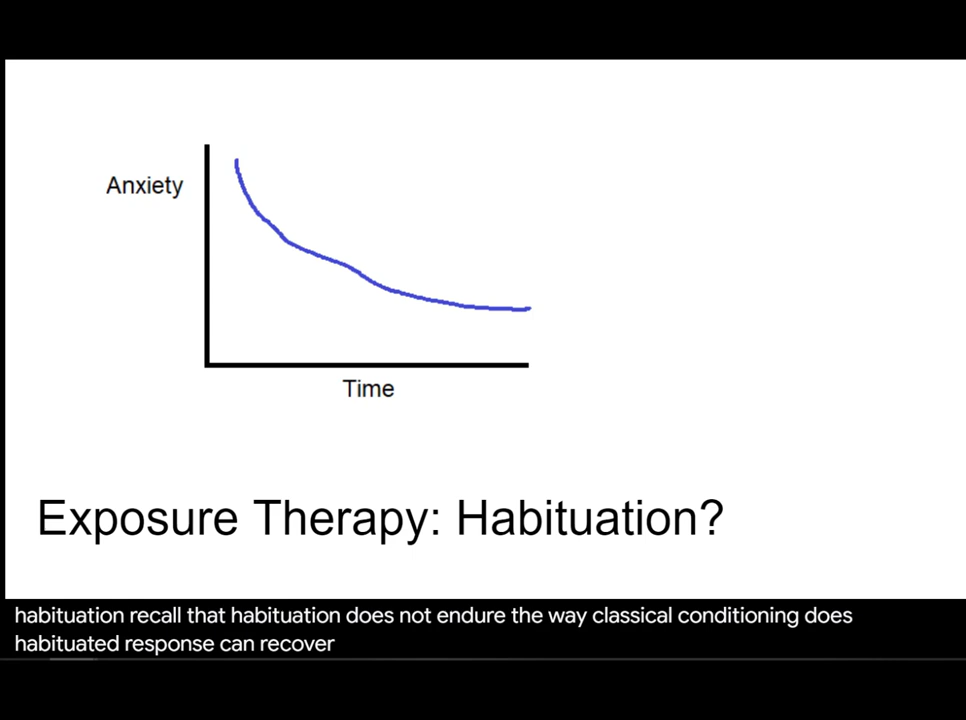 Anxiety
Time
Exposure Therapy: Habituation?
habituation recall that habituation does not endure the way classical conditioning does
habituated response can recover